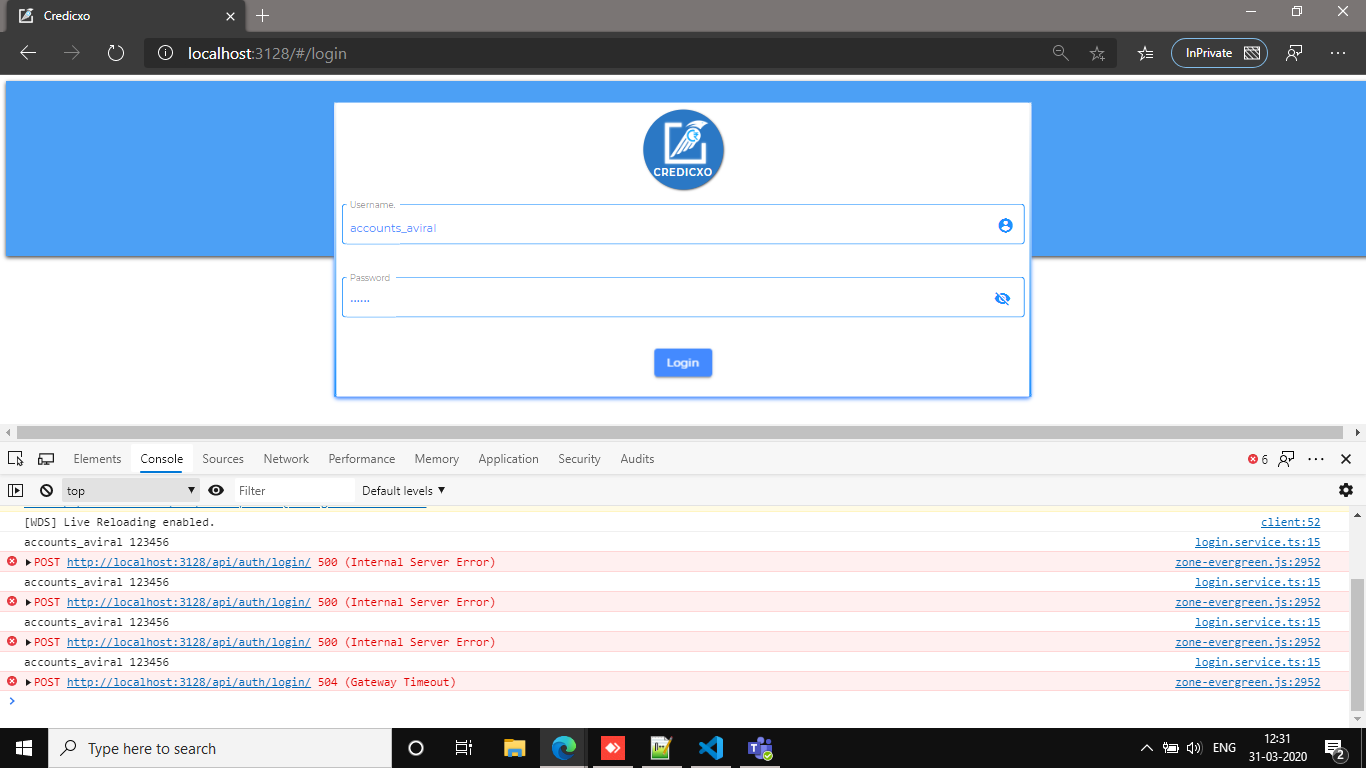 Credicxo
localhost:3128/#/login
InPrivate
CREDICXO
Username.
accounts_aviral
Password
······
Login
Elements Console Sources Network Performance Memory Application Security Audits 6
top Filter Default levels
[WDS] Live Reloading enabled. client:52
accounts_aviral 123456 login.service.ts:15
POST http://localhost:3128/api/auth/login/ 500 (Internal Server Error) zone-evergreen.js:2952
accounts_aviral 123456 login.service.ts:15
POST http://localhost:3128/api/auth/login/ 500 (Internal Server Error) zone-evergreen.js:2952
accounts_aviral 123456 login.service.ts:15
POST http://localhost:3128/api/auth/login/ 500 (Internal Server Error) zone-evergreen.js:2952
accounts_aviral 123456 login.service.ts:15
POST http://localhost:3128/api/auth/login/ 504 (Gateway Timeout) zone-evergreen.js:2952
Type here to search
ENG
12:31
31-03-2020
2